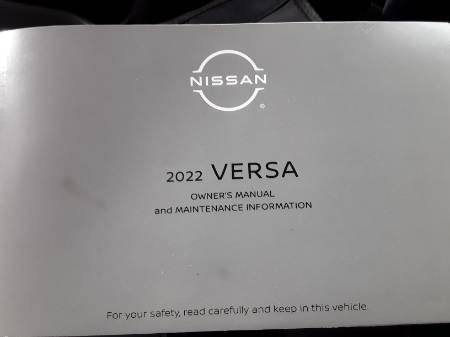 NISSAN
2022 VERSA
OWNER'S MANUAL
and MAINTENANCE INFORMATION
For your safety, read carefully and keep in this vehicle.